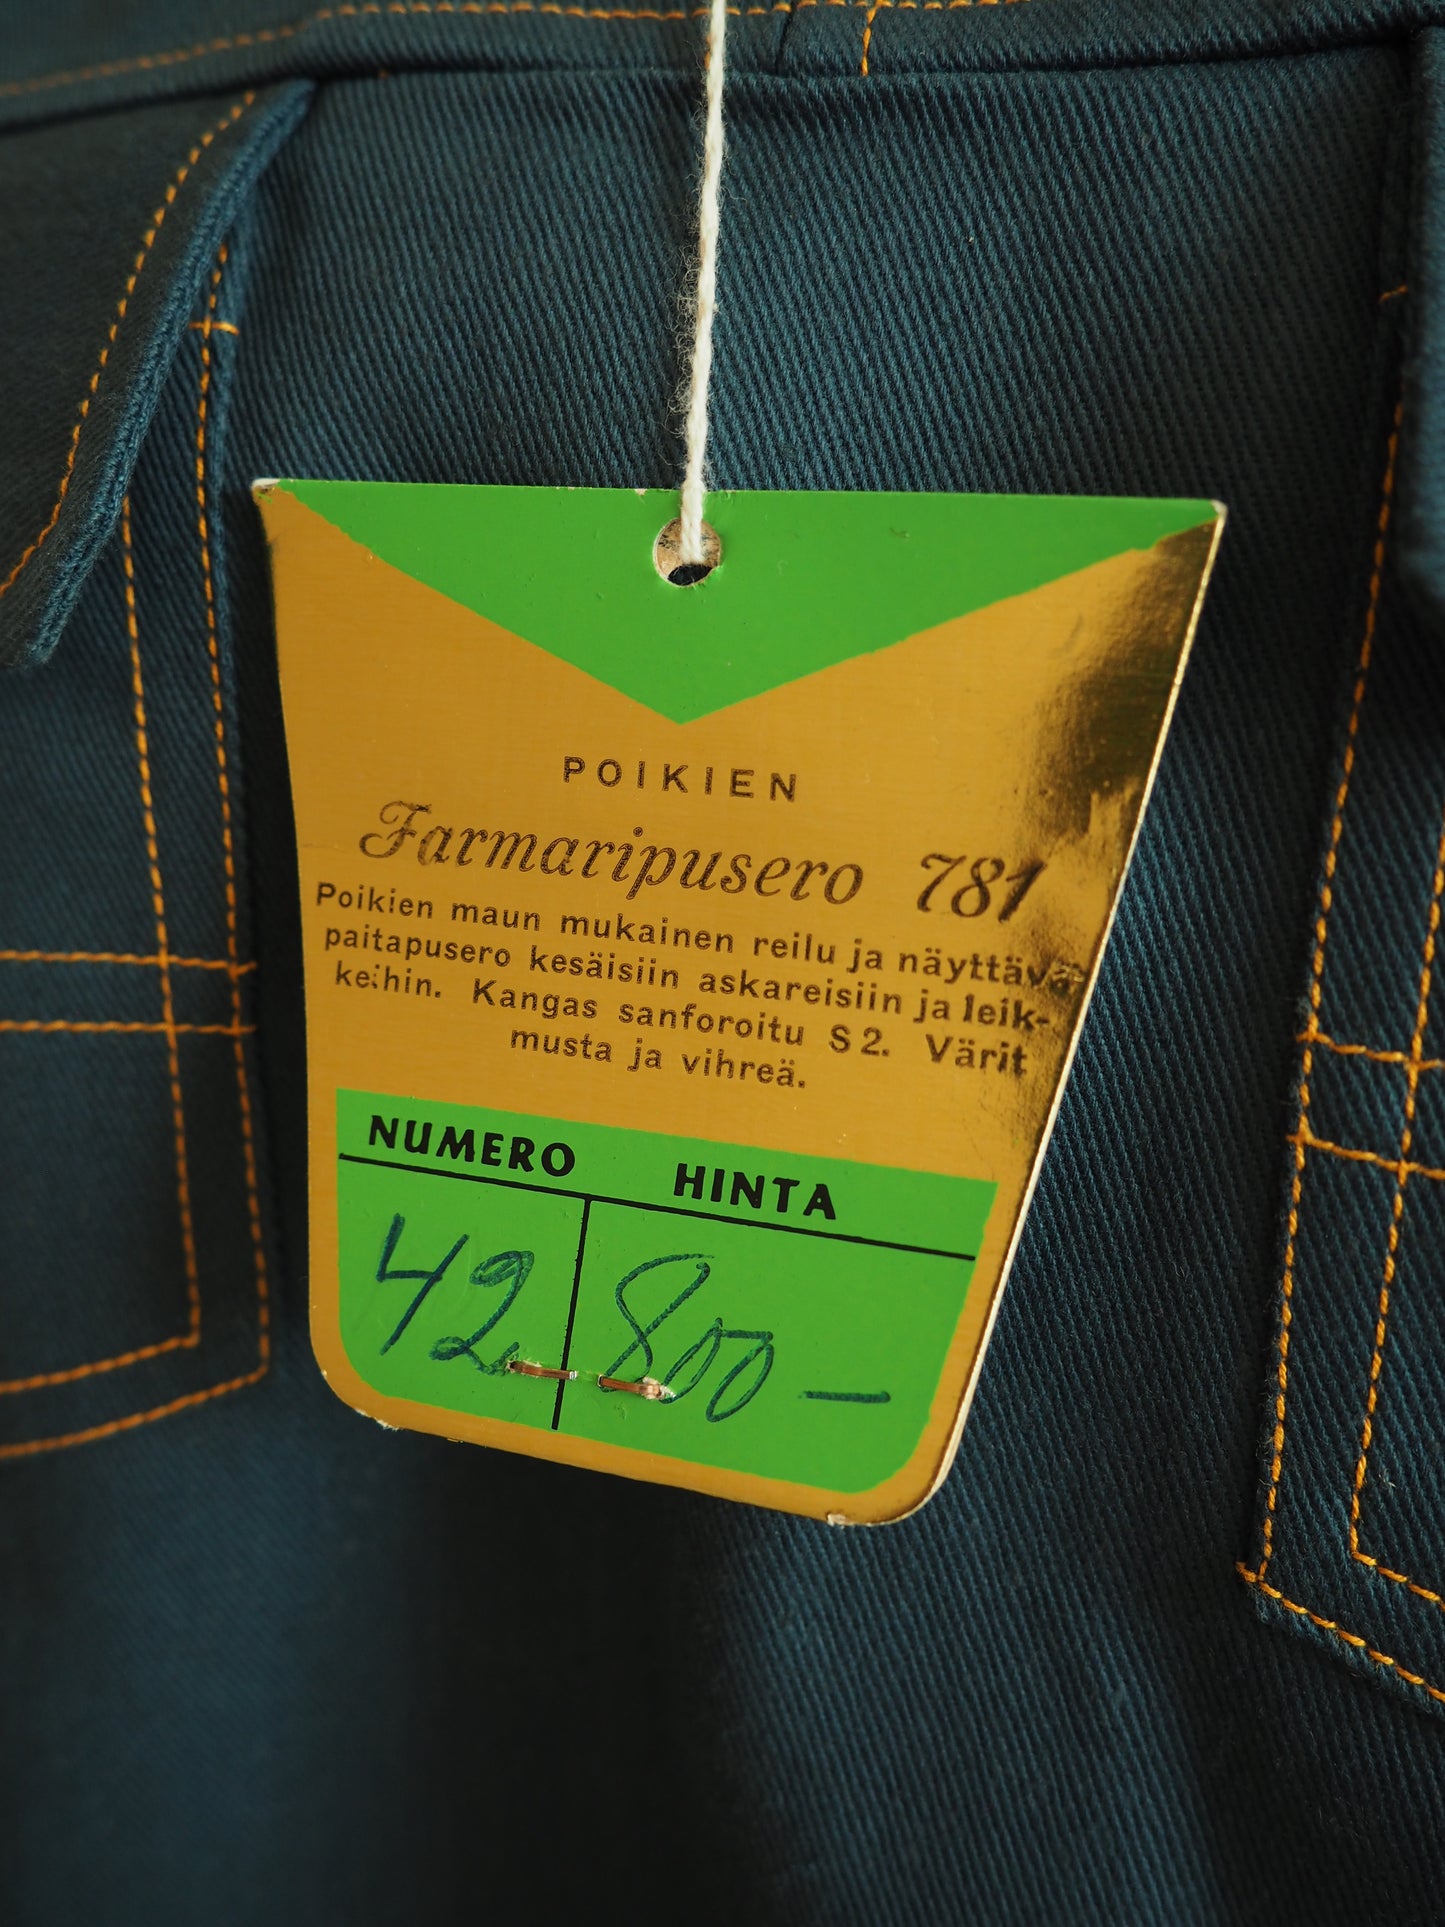 POIKIEN
Farmaripusero 781
Poikien maun mukainen reilu ja näyttävä
paitapusero kesäisiin askareisiin ja leik-
keihin. Kangas sanforoitu S 2. Värit
musta ja vihreä.
NUMERO HINTA
42 800 —